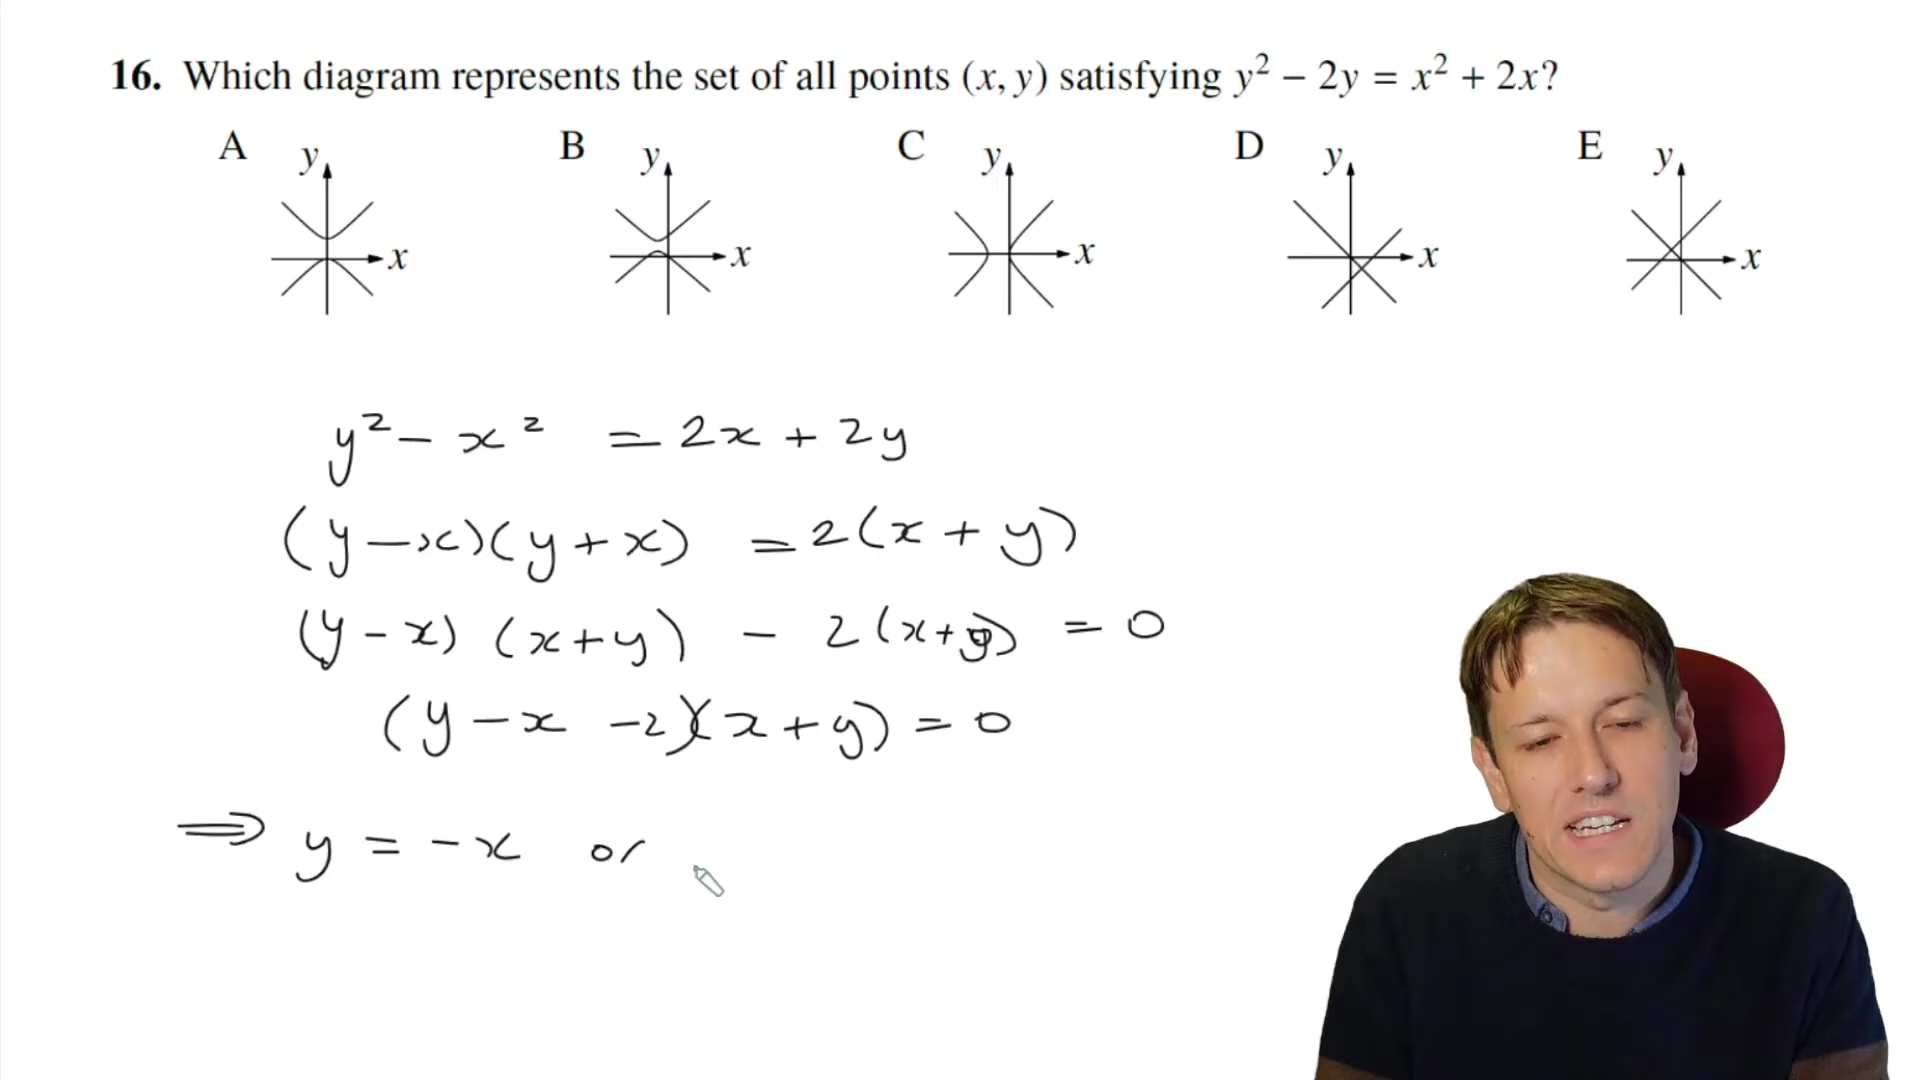 16. Which diagram represents the set of all points (x, y) satisfying y² − 2y = x² + 2x?
A B C D E
y y y y y
x x x x x
y² − x² = 2x + 2y
(y − x)(y + x) = 2(x + y)
(y − x) (x + y) − 2(x + y) = 0
(y − x − 2)(x + y) = 0
⇒ y = −x or